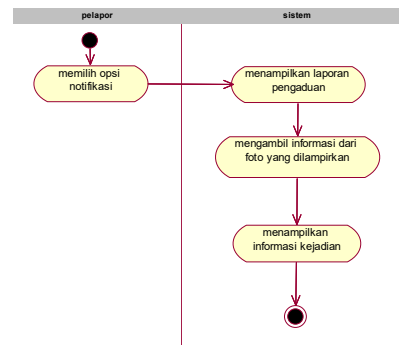 pelapor
sistem
memilih opsi
notifikasi
menampilkan laporan
pengaduan
mengambil informasi dari
foto yang dilampirkan
menampilkan
informasi kejadian